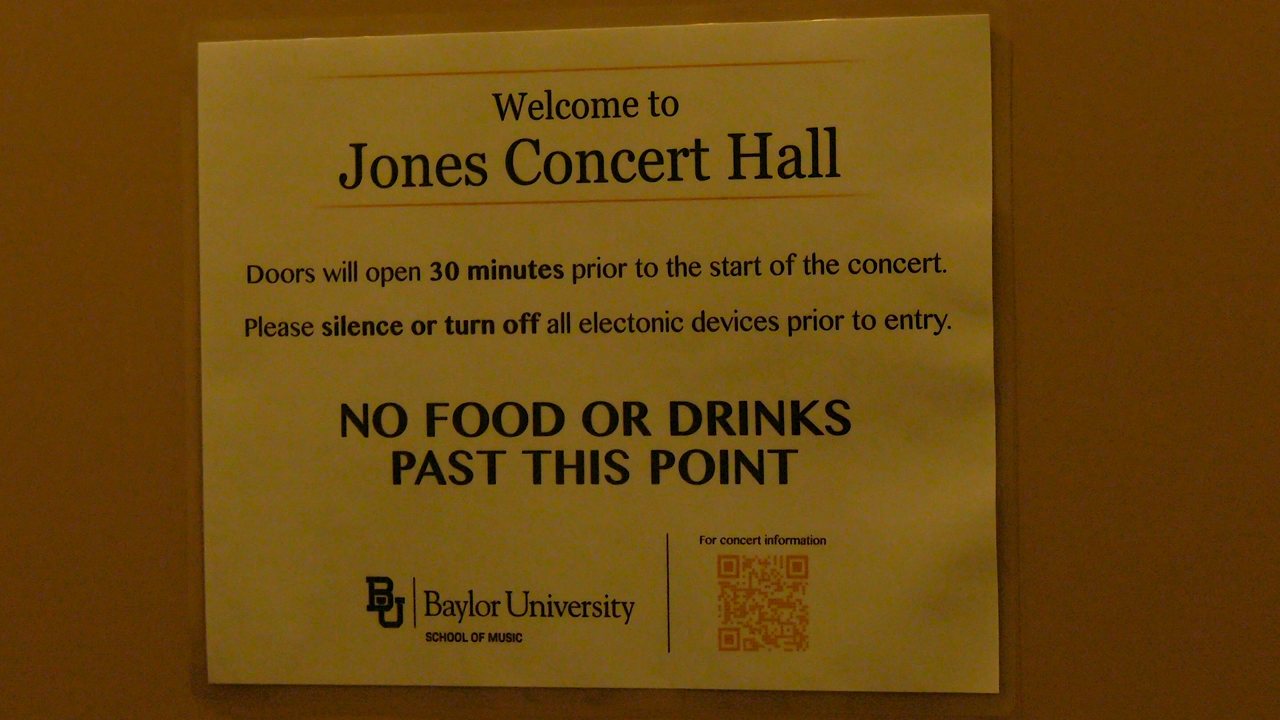 Welcome to
Jones Concert Hall
Doors will open 30 minutes prior to the start of the concert.
Please silence or turn off all electonic devices prior to entry.
NO FOOD OR DRINKS
PAST THIS POINT
For concert information
BU
Baylor University
SCHOOL OF MUSIC